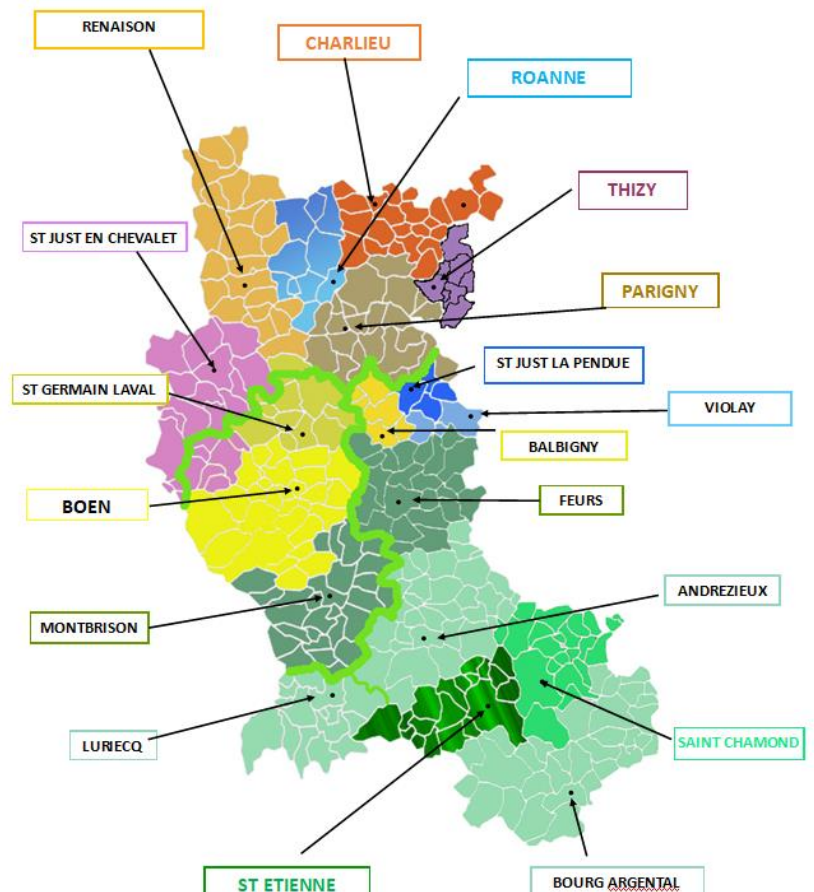 RENAISON
CHARLIEU
ROANNE
THIZY
ST JUST EN CHEVALET
PARIGNY
ST JUST LA PENDUE
ST GERMAIN LAVAL
VIOLAY
BALBIGNY
BOEN
FEURS
ANDREZIEUX
MONTBRISON
LURIECQ
SAINT CHAMOND
ST ETIENNE
BOURG ARGENTAL